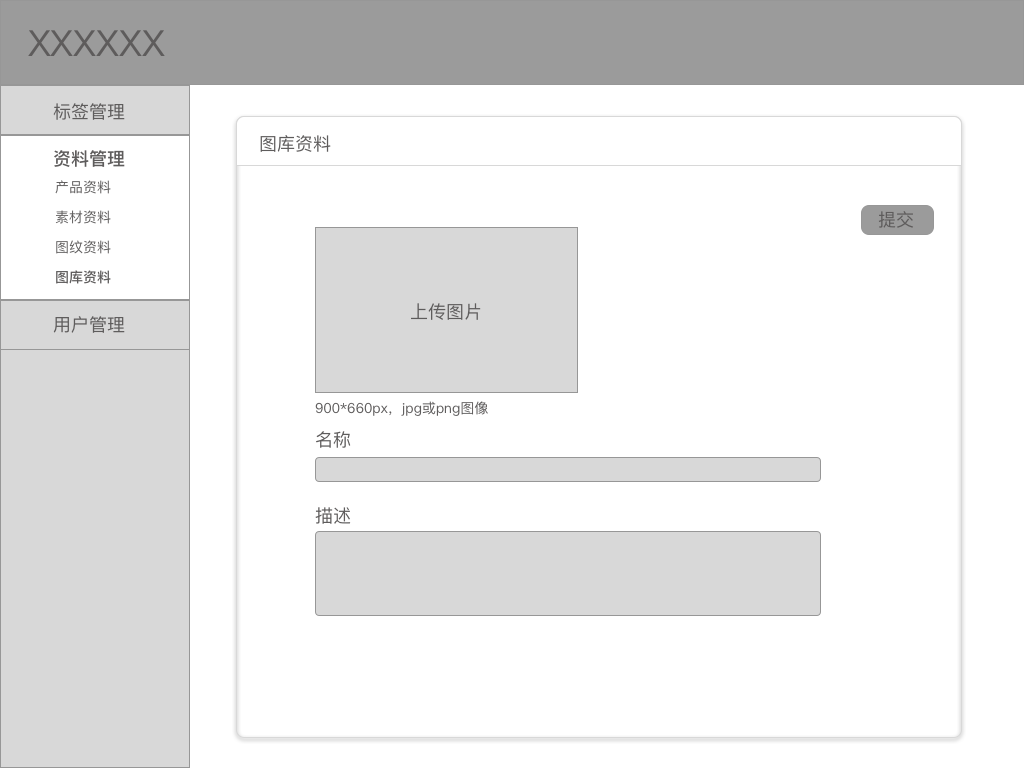 XXXXXX
标签管理
资料管理
产品资料
素材资料
图纹资料
图库资料
用户管理
图库资料
提交
上传图片
900*660px，jpg或png图像
名称
描述